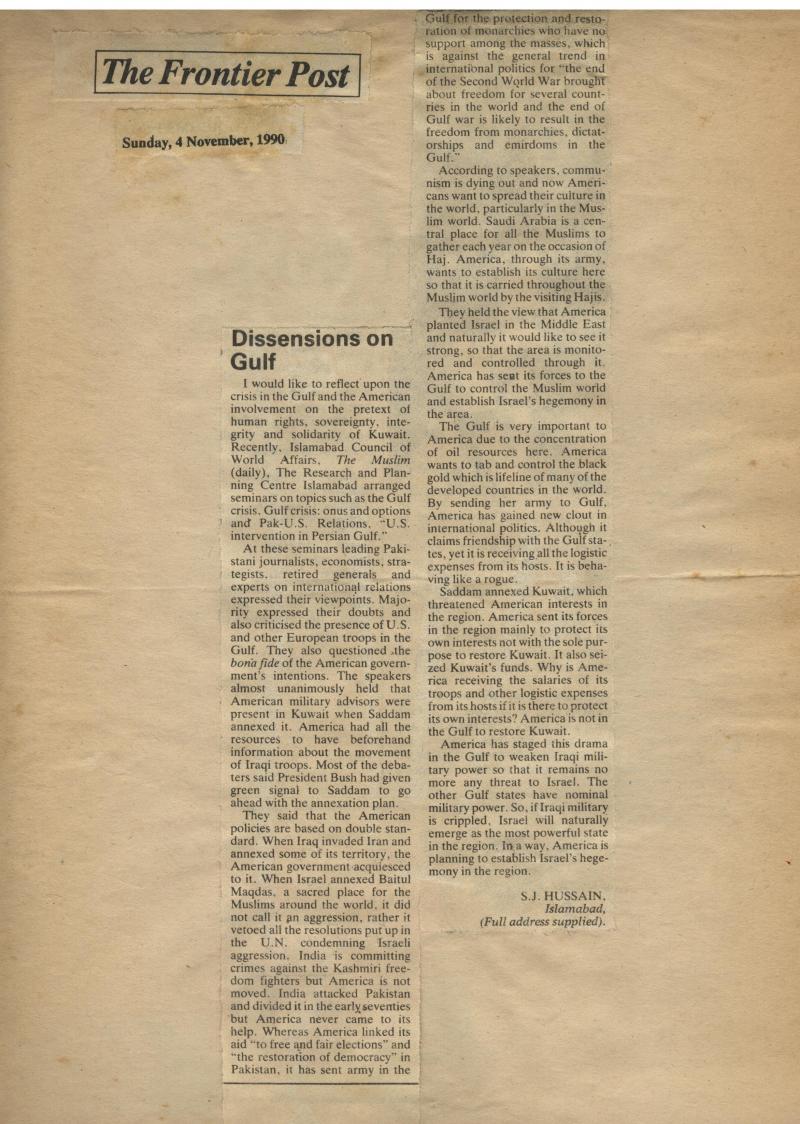 The Frontier Post
Sunday, 4 November, 1990
Dissensions on
Gulf
I would like to reflect upon the
crisis in the Gulf and the American
involvement on the pretext of
human rights, sovereignty, inte-
grity and solidarity of Kuwait.
Recently, Islamabad Council of
World Affairs, The Muslim
(daily), The Research and Plan-
ning Centre Islamabad arranged
seminars on topics such as the Gulf
crisis, Gulf crisis: onus and options
and Pak-U.S. Relations, "U.S.
intervention in Persian Gulf."
At these seminars leading Paki-
stani journalists, economists, stra-
tegists, retired generals and
experts on international relations
expressed their viewpoints. Majo-
rity expressed their doubts and
also criticised the presence of U.S.
and other European troops in the
Gulf. They also questioned the
bona fide of the American govern-
ment's intentions. The speakers
almost unanimously held that
American military advisors were
present in Kuwait when Saddam
annexed it. America had all the
resources to have beforehand
information about the movement
of Iraqi troops. Most of the deba-
ters said President Bush had given
green signal to Saddam to go
ahead with the annexation plan.
They said that the American
policies are based on double stan-
dard. When Iraq invaded Iran and
annexed some of its territory, the
American government acquiesced
to it. When Israel annexed Baitul
Maqdas, a sacred place for the
Muslims around the world, it did
not call it an aggression, rather it
vetoed all the resolutions put up in
the U.N. condemning Israeli
aggression. India is committing
crimes against the Kashmiri free-
dom fighters but America is not
moved. India attacked Pakistan
and divided it in the early seventies
but America never came to its
help. Whereas America linked its
aid "to free and fair elections" and
"the restoration of democracy" in
Pakistan, it has sent army in the
Gulf for the protection and resto-
ration of monarchies who have no
support among the masses, which
is against the general trend in
international politics for "the end
of the Second World War brought
about freedom for several count-
ries in the world and the end of
Gulf war is likely to result in the
freedom from monarchies, dictat-
orships and emirdoms in the
Gulf."
According to speakers, commu-
nism is dying out and now Ameri-
cans want to spread their culture in
the world, particularly in the Mus-
lim world. Saudi Arabia is a cen-
tral place for all the Muslims to
gather each year on the occasion of
Haj. America, through its army,
wants to establish its culture here
so that it is carried throughout the
Muslim world by the visiting Hajis.
They held the view that America
planted Israel in the Middle East
and naturally it would like to see it
strong, so that the area is monito-
red and controlled through it.
America has sent its forces to the
Gulf to control the Muslim world
and establish Israel's hegemony in
the area.
The Gulf is very important to
America due to the concentration
of oil resources here. America
wants to tab and control the black
gold which is lifeline of many of the
developed countries in the world.
By sending her army to Gulf,
America has gained new clout in
international politics. Although it
claims friendship with the Gulf sta-
tes, yet it is receiving all the logistic
expenses from its hosts. It is beha-
ving like a rogue.
Saddam annexed Kuwait, which
threatened American interests in
the region. America sent its forces
in the region mainly to protect its
own interests not with the sole pur-
pose to restore Kuwait. It also sei-
zed Kuwait's funds. Why is Ame-
rica receiving the salaries of its
troops and other logistic expenses
from its hosts if it is there to protect
its own interests? America is not in
the Gulf to restore Kuwait.
America has staged this drama
in the Gulf to weaken Iraqi mili-
tary power so that it remains no
more any threat to Israel. The
other Gulf states have nominal
military power. So, if Iraqi military
is crippled, Israel will naturally
emerge as the most powerful state
in the region. In a way, America is
planning to establish Israel's hege-
mony in the region.
S.J. HUSSAIN,
Islamabad,
(Full address supplied).